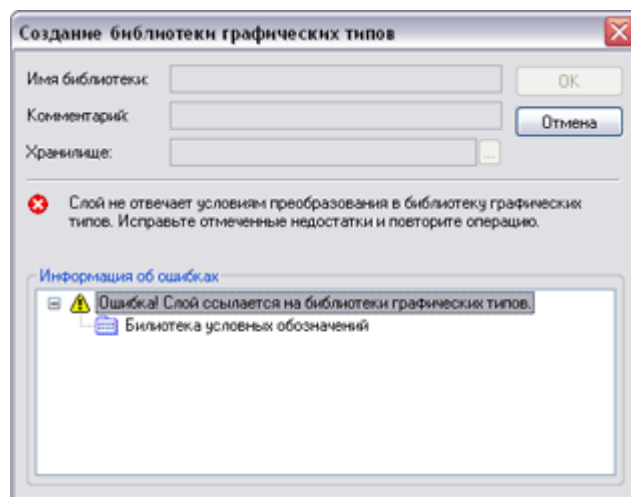 Создание библиотеки графических типов
Имя библиотеки:
OK
Комментарий:
Отмена
Хранилище:
...
Слой не отвечает условиям преобразования в библиотеку графических
типов. Исправьте отмеченные недостатки и повторите операцию.
Информация об ошибках
Ошибка! Слой ссылается на библиотеки графических типов.
Билиотека условных обозначений